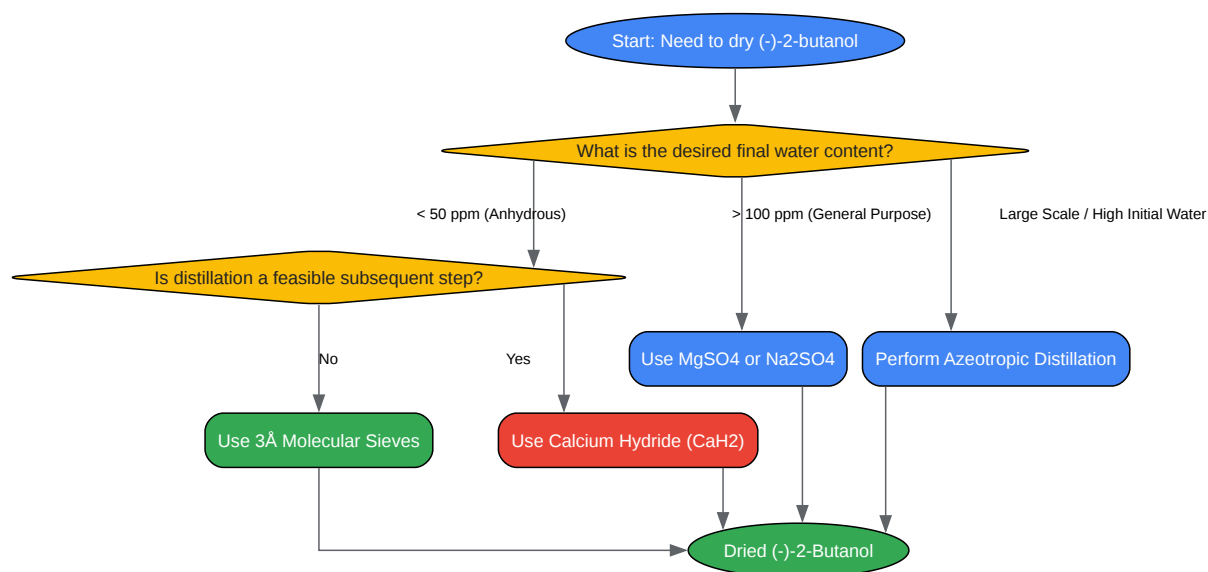 Start: Need to dry (-)-2-butanol
What is the desired final water content?
< 50 ppm (Anhydrous)
> 100 ppm (General Purpose)
Large Scale / High Initial Water
Is distillation a feasible subsequent step?
No
Yes
Use MgSO4 or Na2SO4
Perform Azeotropic Distillation
Use 3Å Molecular Sieves
Use Calcium Hydride (CaH2)
Dried (-)-2-Butanol